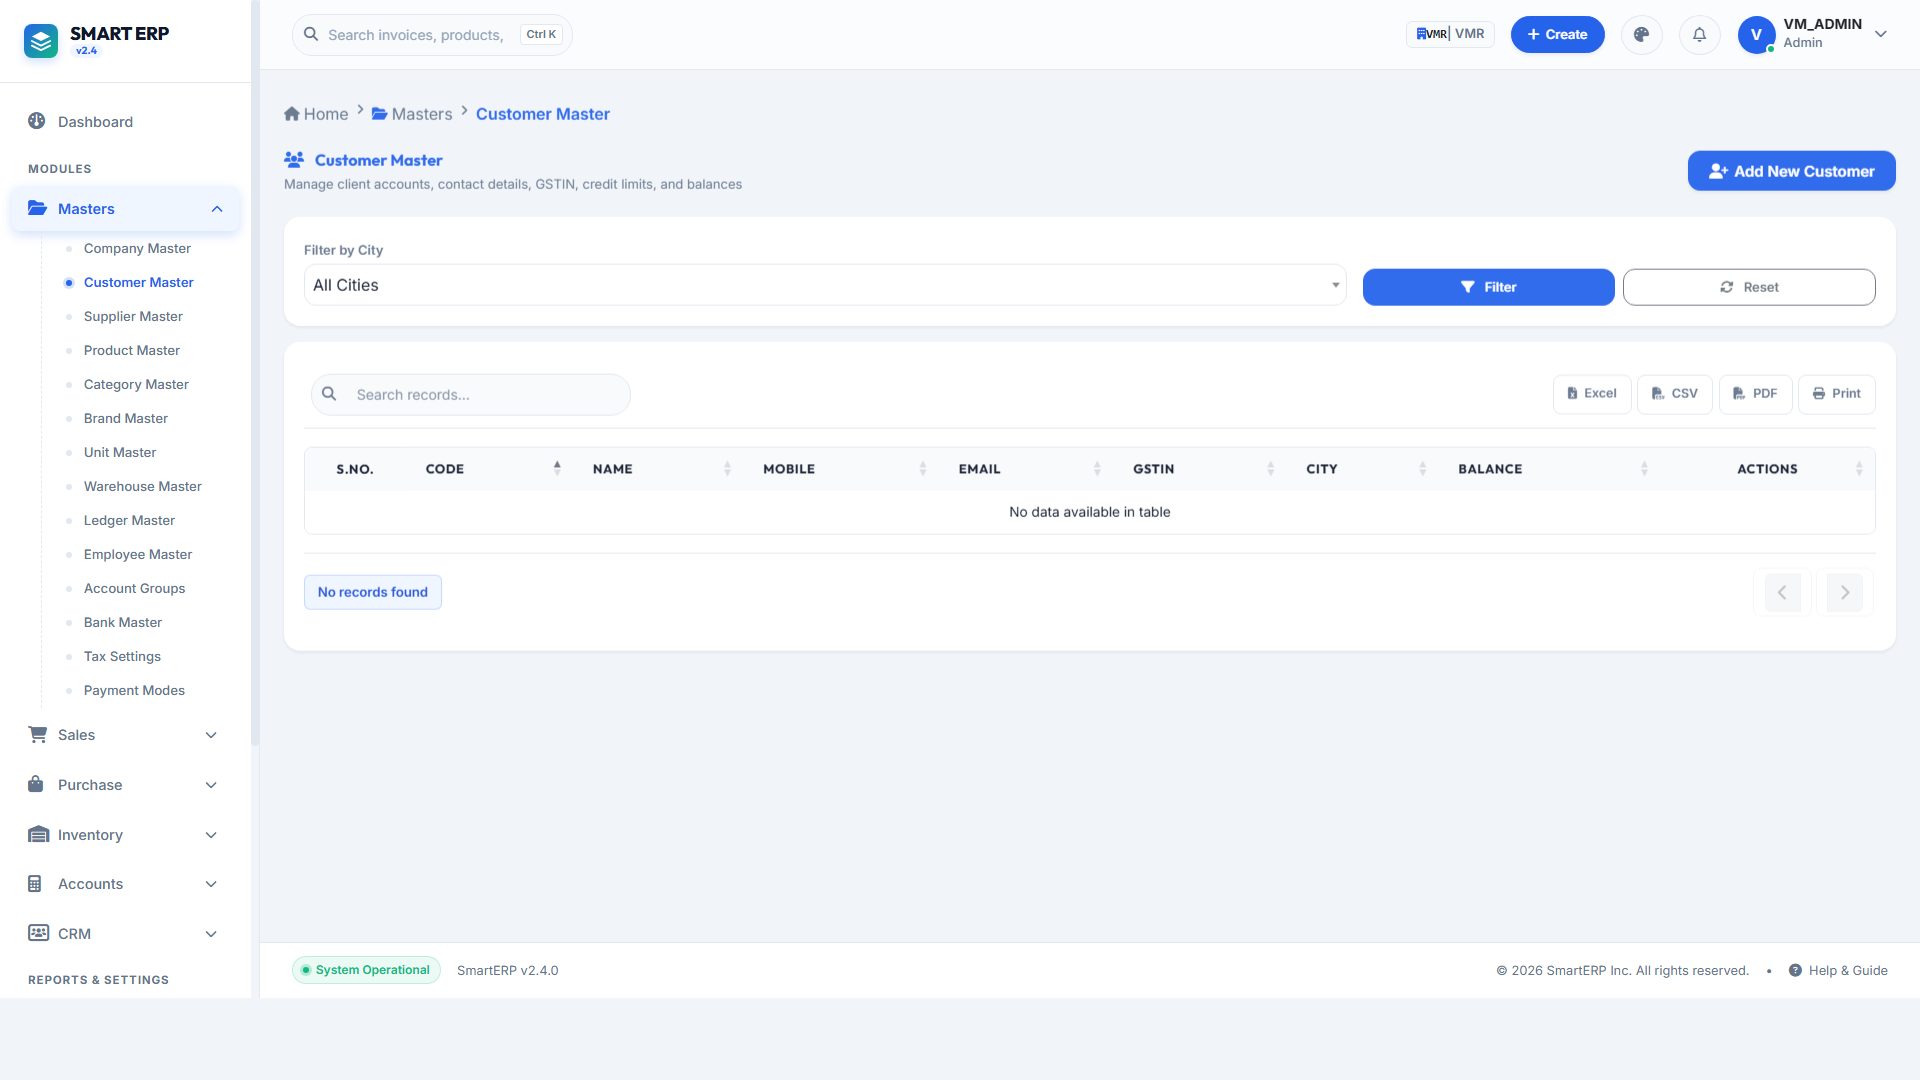 SMART ERP
v2.4
Search invoices, products,
Ctrl K
VMR VMR
Create
V
VM_ADMIN
Admin
Dashboard
MODULES
Masters
Company Master
Customer Master
Supplier Master
Product Master
Category Master
Brand Master
Unit Master
Warehouse Master
Ledger Master
Employee Master
Account Groups
Bank Master
Tax Settings
Payment Modes
Sales
Purchase
Inventory
Accounts
CRM
REPORTS & SETTINGS
Home Masters Customer Master
Customer Master
Manage client accounts, contact details, GSTIN, credit limits, and balances
Add New Customer
Filter by City
All Cities
Filter
Reset
Search records...
Excel
CSV
PDF
Print
S.NO. CODE NAME MOBILE EMAIL GSTIN CITY BALANCE ACTIONS
No data available in table
No records found
System Operational
SmartERP v2.4.0
© 2026 SmartERP Inc. All rights reserved. • Help & Guide